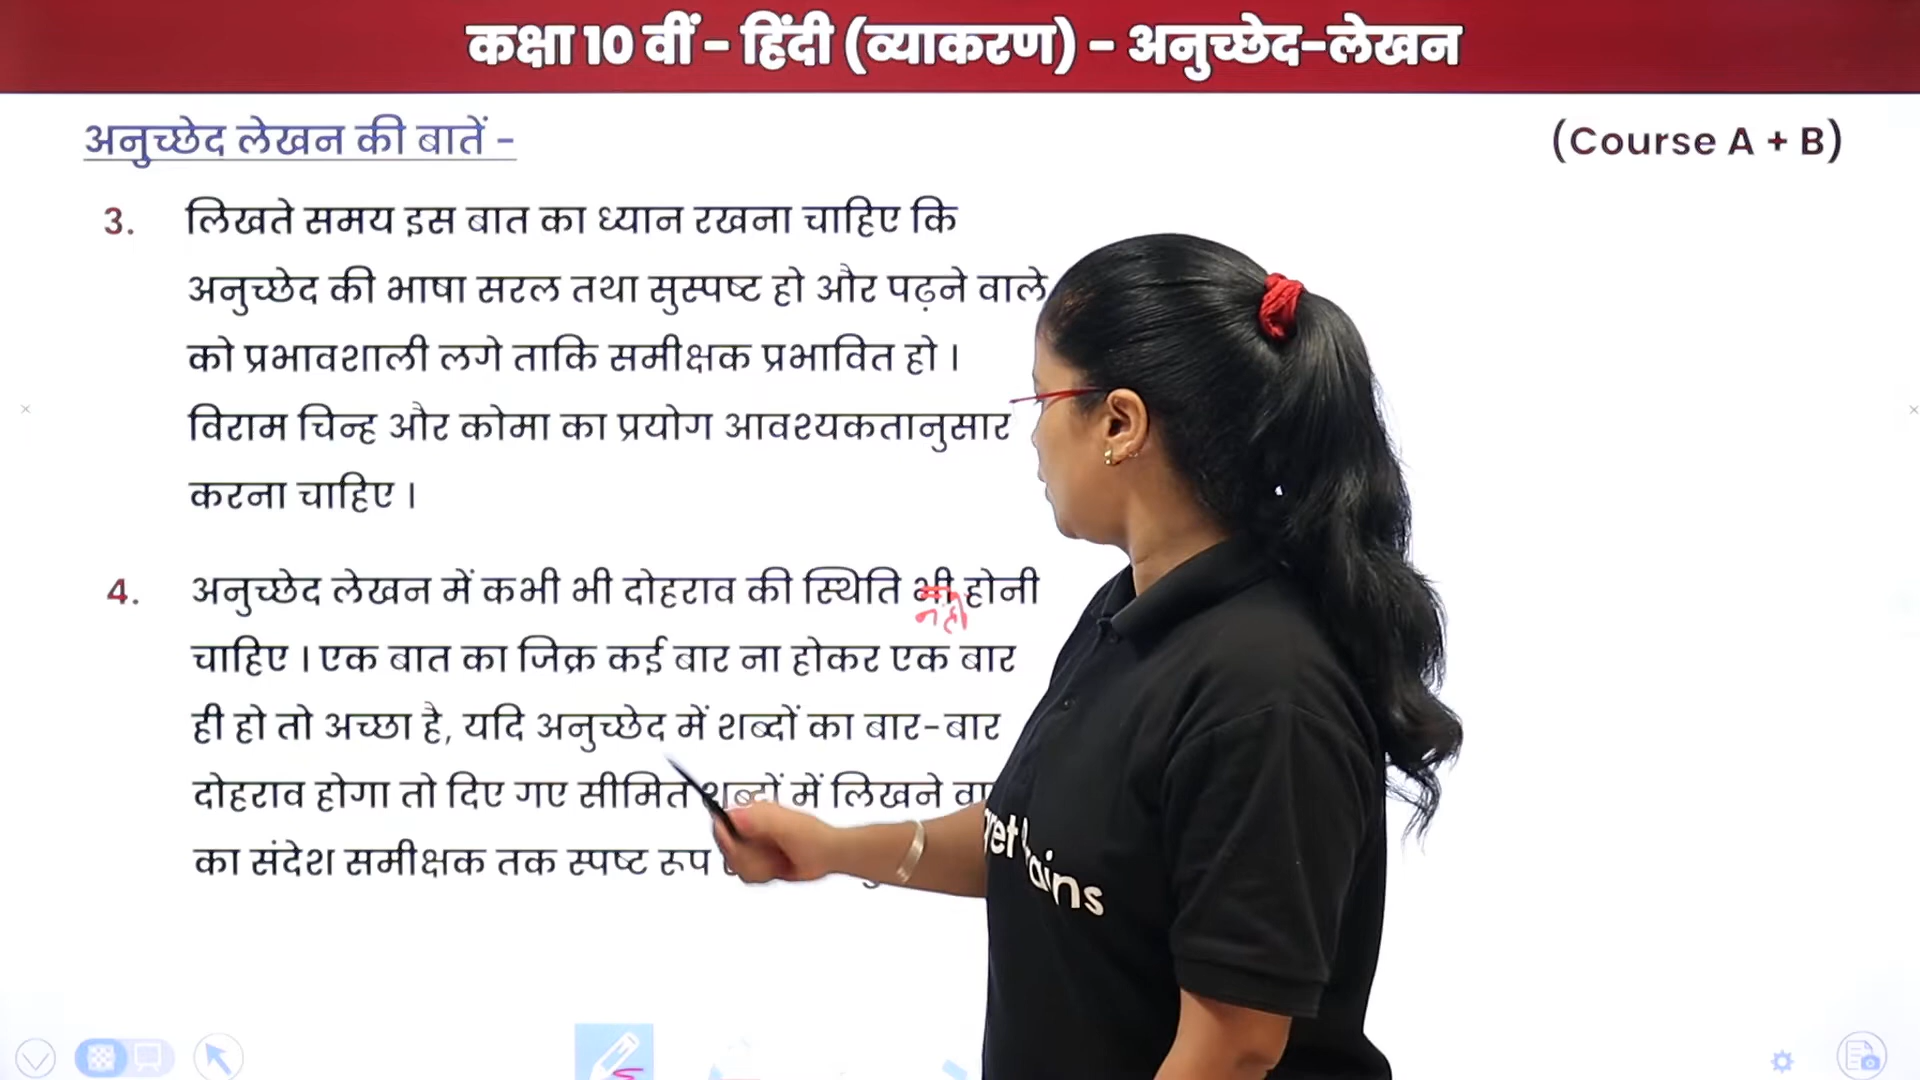 कक्षा 10 वीं - हिंदी (व्याकरण) - अनुच्छेद-लेखन
अनुच्छेद लेखन की बातें -
(Course A + B)
3. लिखते समय इस बात का ध्यान रखना चाहिए कि
अनुच्छेद की भाषा सरल तथा सुस्पष्ट हो और पढ़ने वाले
को प्रभावशाली लगे ताकि समीक्षक प्रभावित हो ।
विराम चिन्ह और कोमा का प्रयोग आवश्यकतानुसार
करना चाहिए ।
4. अनुच्छेद लेखन में कभी भी दोहराव की स्थिति भी होनी
नहीं
चाहिए । एक बात का जिक्र कई बार ना होकर एक बार
ही हो तो अच्छा है, यदि अनुच्छेद में शब्दों का बार-बार
दोहराव होगा तो दिए गए सीमित शब्दों में लिखने
का संदेश समीक्षक तक स्पष्ट रूप